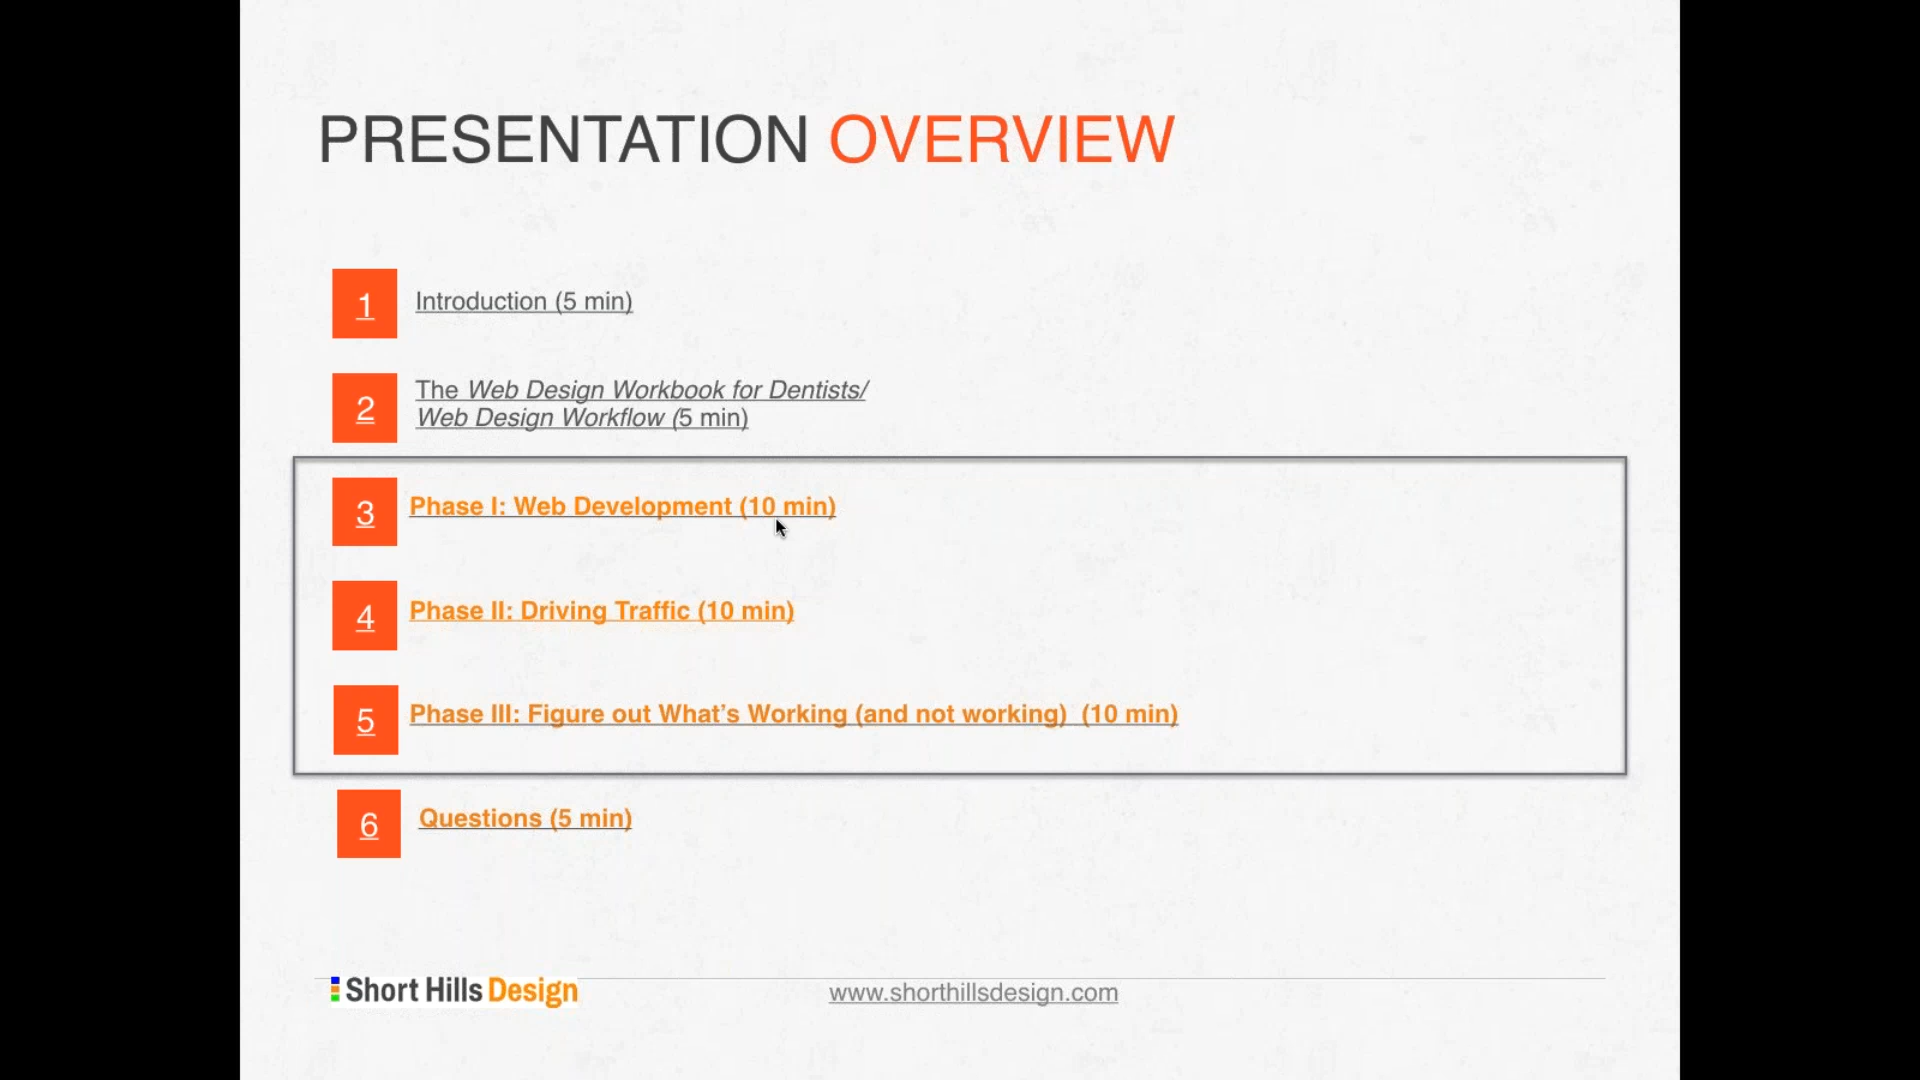 PRESENTATION OVERVIEW
1 Introduction (5 min)
2 The Web Design Workbook for Dentists/
Web Design Workflow (5 min)
3 Phase I: Web Development (10 min)
4 Phase II: Driving Traffic (10 min)
5 Phase III: Figure out What’s Working (and not working)  (10 min)
6 Questions (5 min)
Short Hills Design www.shorthillsdesign.com